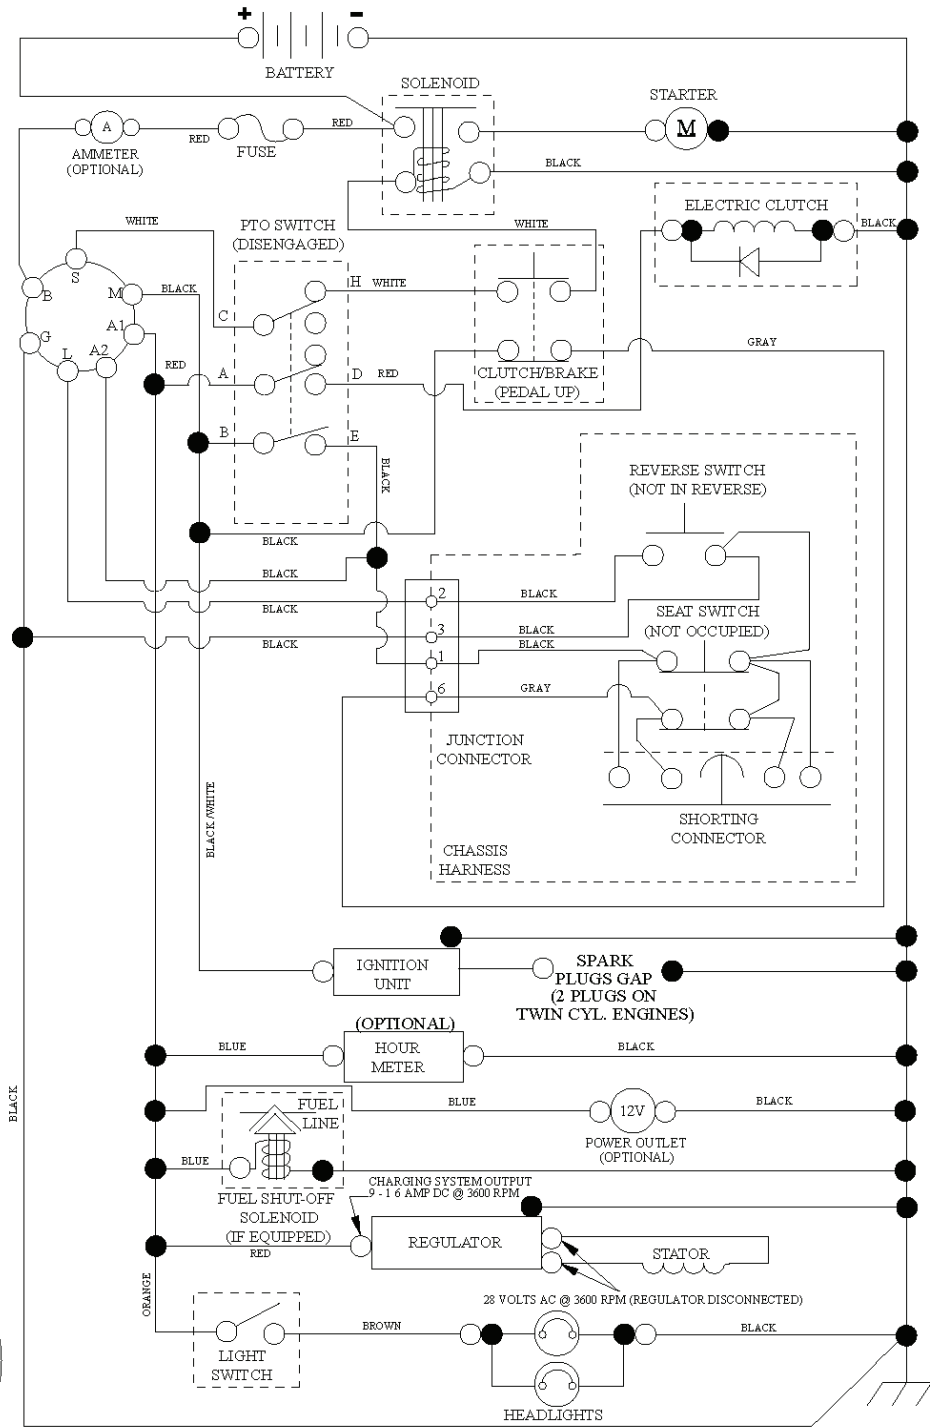 + -
BATTERY
SOLENOID
STARTER
M
A
AMMETER
(OPTIONAL)
RED
FUSE
RED
BLACK
WHITE
PTO SWITCH
(DISENGAGED)
WHITE
ELECTRIC CLUTCH
BLACK
S
B
M
BLACK
G
A1
L
A2
C
H
WHITE
RED
A
D
RED
B
E
BLACK
CLUTCH/BRAKE
(PEDAL UP)
GRAY
REVERSE SWITCH
(NOT IN REVERSE)
BLACK
BLACK
BLACK
2
BLACK
BLACK
3
BLACK
1
BLACK
6
GRAY
SEAT SWITCH
(NOT OCCUPIED)
JUNCTION
CONNECTOR
SHORTING
CONNECTOR
CHASSIS
HARNESS
BLACK /WHITE
IGNITION
UNIT
SPARK
PLUGS GAP
(2 PLUGS ON
TWIN CYL. ENGINES)
(OPTIONAL)
BLUE
HOUR
METER
BLACK
BLACK
FUEL
LINE
BLUE
12V
BLACK
POWER OUTLET
(OPTIONAL)
BLUE
FUEL SHUT-OFF
SOLENOID
(IF EQUIPPED)
CHARGING SYSTEM OUTPUT
9 - 1 6 AMP DC @ 3600 RPM
RED
REGULATOR
STATOR
28 VOLTS AC @ 3600 RPM (REGULATOR DISCONNECTED)
ORANGE
LIGHT
SWITCH
BROWN
BLACK
HEADLIGHTS